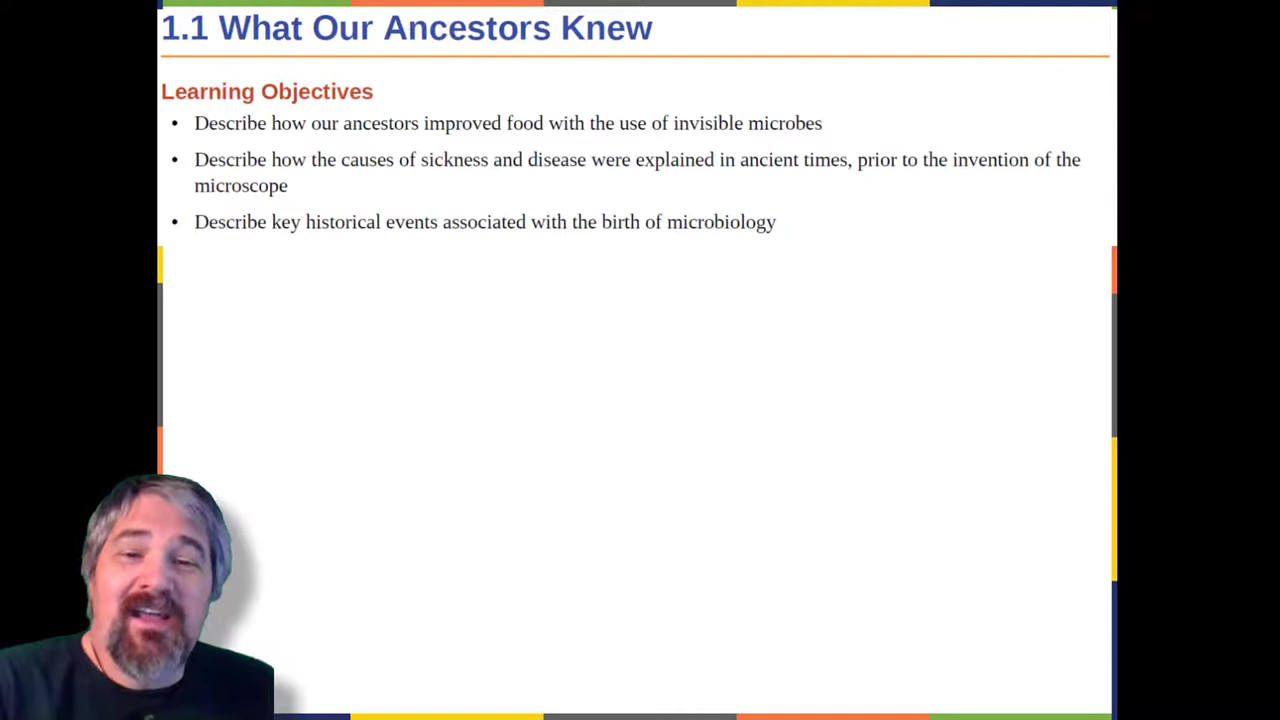 1.1 What Our Ancestors Knew
Learning Objectives
• Describe how our ancestors improved food with the use of invisible microbes
• Describe how the causes of sickness and disease were explained in ancient times, prior to the invention of the
microscope
• Describe key historical events associated with the birth of microbiology